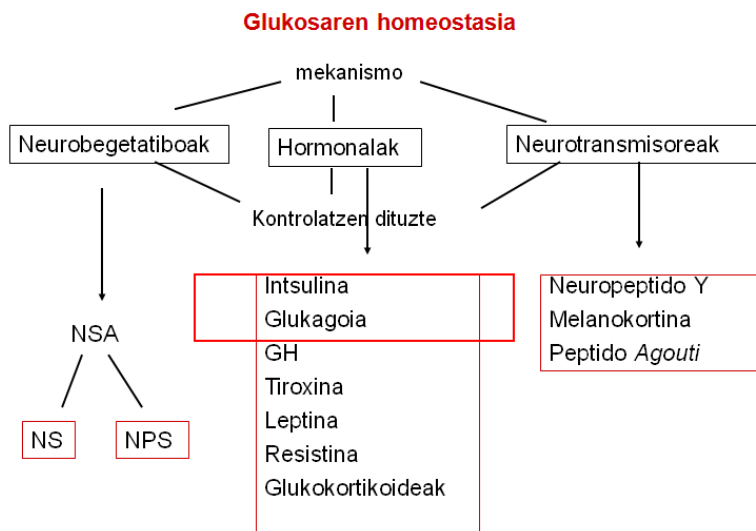 Glukosaren homeostasia
mekanismo
Neurobegetatiboak
Hormonalak
Neurotransmisoreak
Kontrolatzen dituzte
NSA
NS
NPS
Intsulina
Glukagoia
GH
Tiroxina
Leptina
Resistina
Glukokortikoideak
Neuropeptido Y
Melanokortina
Peptido Agouti